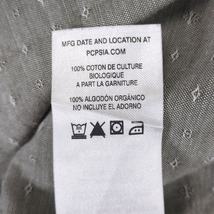 MFG DATE AND LOCATION AT
PCPSIA.COM
100% COTON DE CULTURE
BIOLOGIQUE
A PART LA GARNITURE
100% ALGODÓN ORGÁNICO
NO INCLUYE EL ADORNO